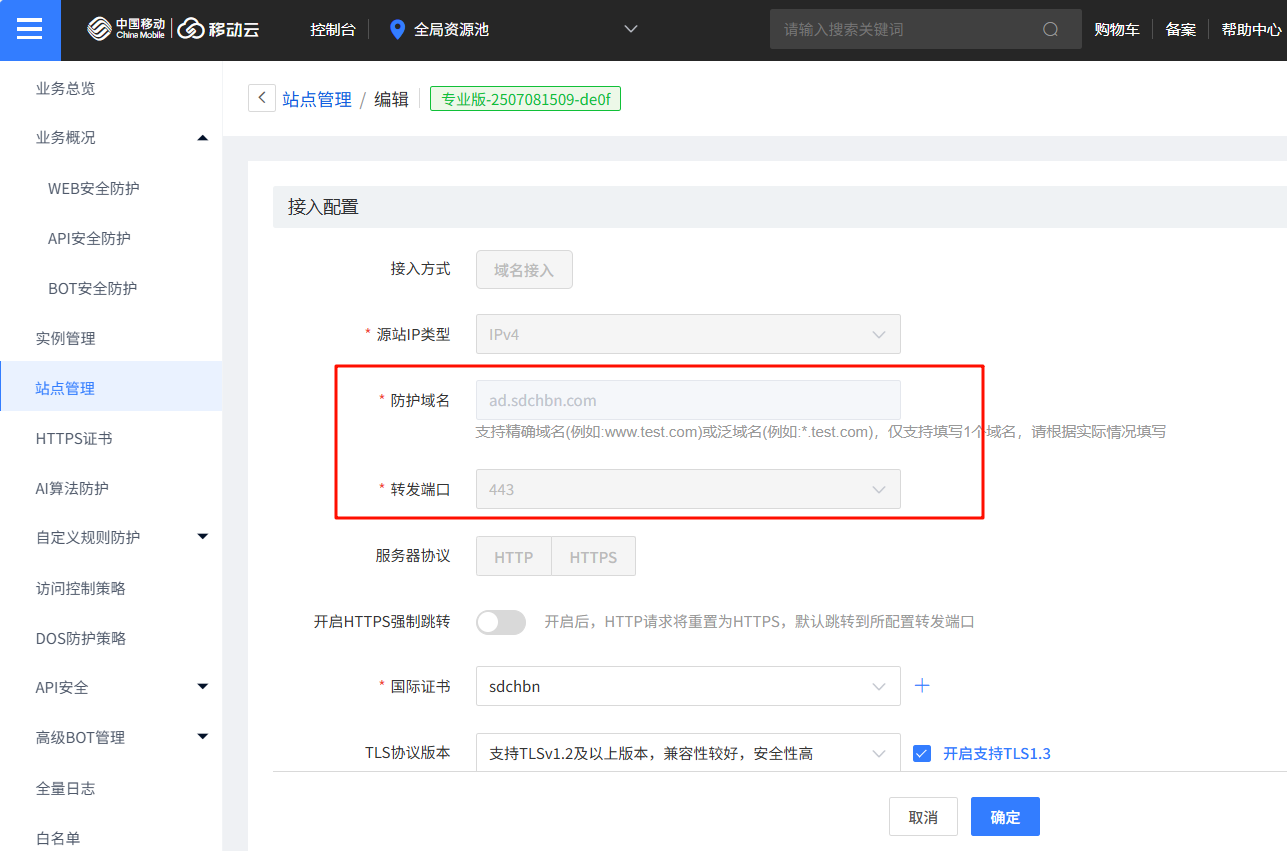 中国移动
China Mobile
移动云
控制台
全局资源池
请输入搜索关键词
购物车
备案
帮助中心
业务总览
业务概况
WEB安全防护
API安全防护
BOT安全防护
实例管理
站点管理
HTTPS证书
AI算法防护
自定义规则防护
访问控制策略
DOS防护策略
API安全
高级BOT管理
全量日志
白名单
站点管理 / 编辑
专业版-2507081509-de0f
接入配置
接入方式 域名接入
* 源站IP类型 IPv4
* 防护域名 ad.sdchbn.com
支持精确域名(例如:www.test.com)或泛域名(例如:*.test.com)，仅支持填写1个域名，请根据实际情况填写
* 转发端口 443
服务器协议 HTTP HTTPS
开启HTTPS强制跳转 开启后，HTTP请求将重置为HTTPS，默认跳转到所配置转发端口
* 国际证书 sdchbn
TLS协议版本 支持TLSv1.2及以上版本，兼容性较好，安全性高 开启支持TLS1.3
取消 确定